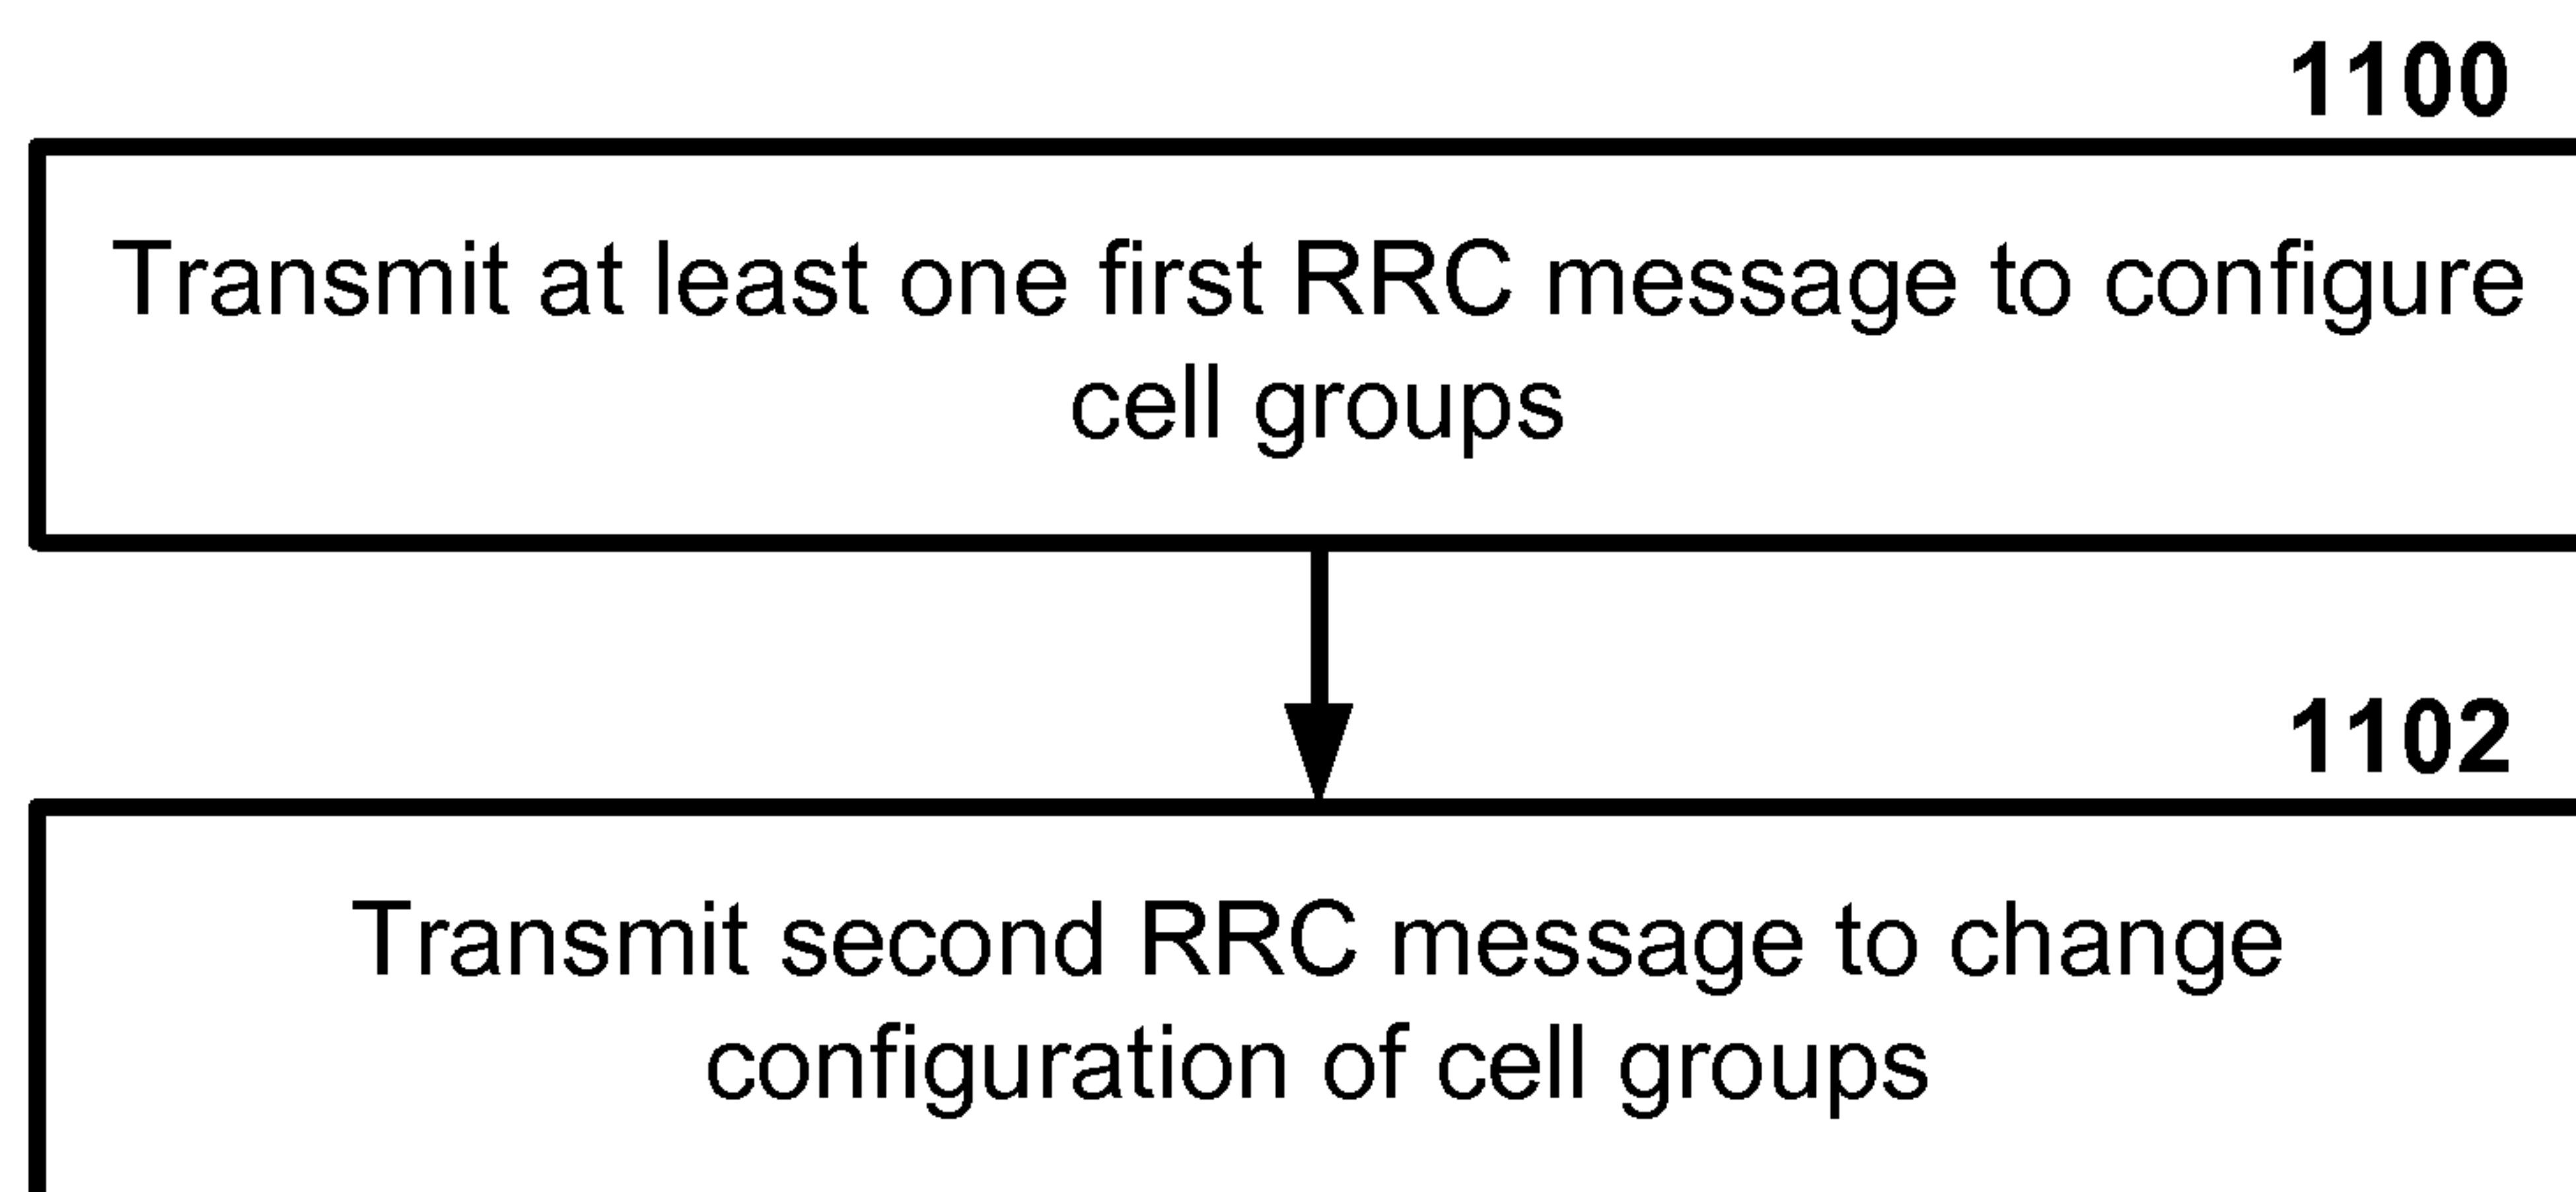 1100
Transmit at least one first RRC message to configure
cell groups
1102
Transmit second RRC message to change
configuration of cell groups